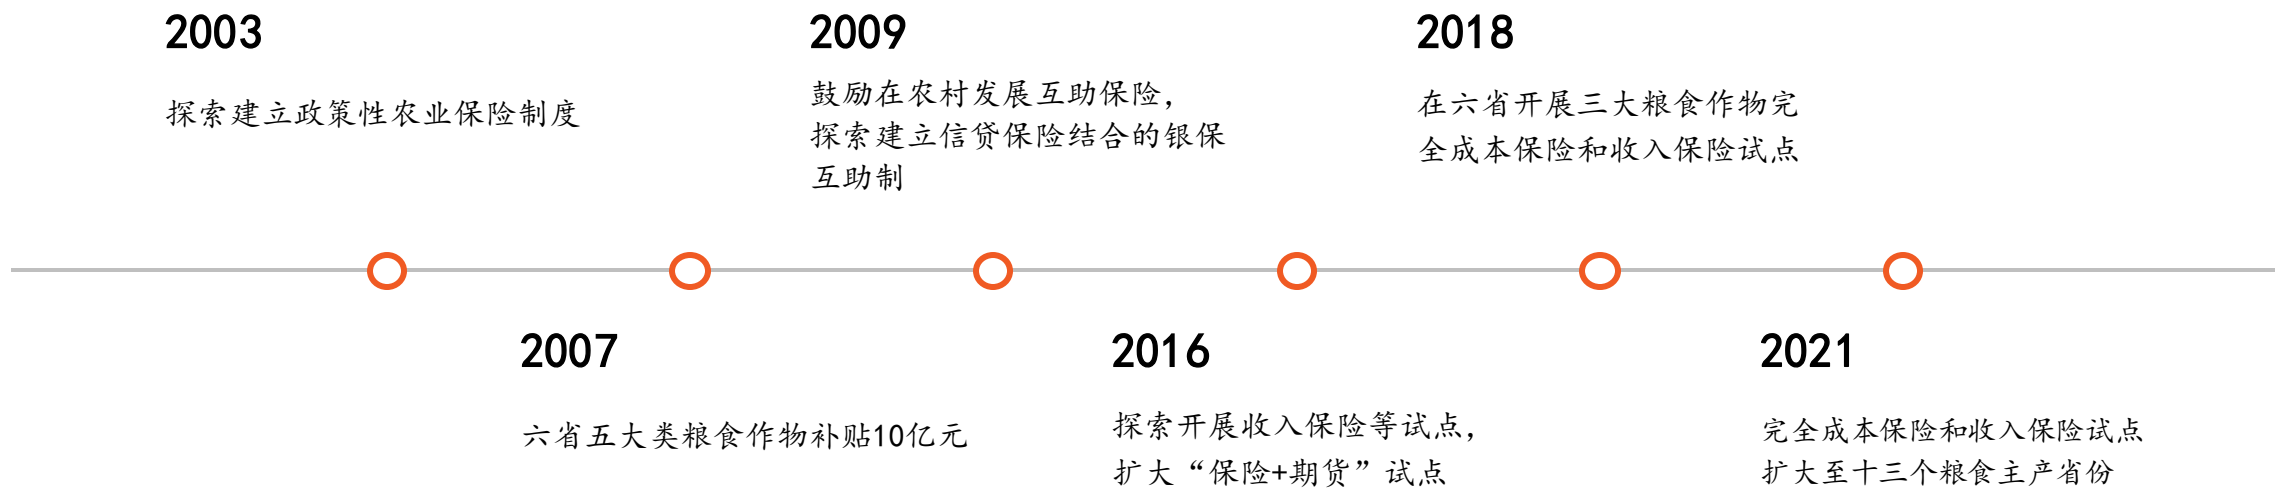 2003
探索建立政策性农业保险制度
2009
鼓励在农村发展互助保险，
探索建立信贷保险结合的银保
互助制
2018
在六省开展三大粮食作物完
全成本保险和收入保险试点
2007
六省五大类粮食作物补贴10亿元
2016
探索开展收入保险等试点，
扩大“保险+期货”试点
2021
完全成本保险和收入保险试点
扩大至十三个粮食主产省份